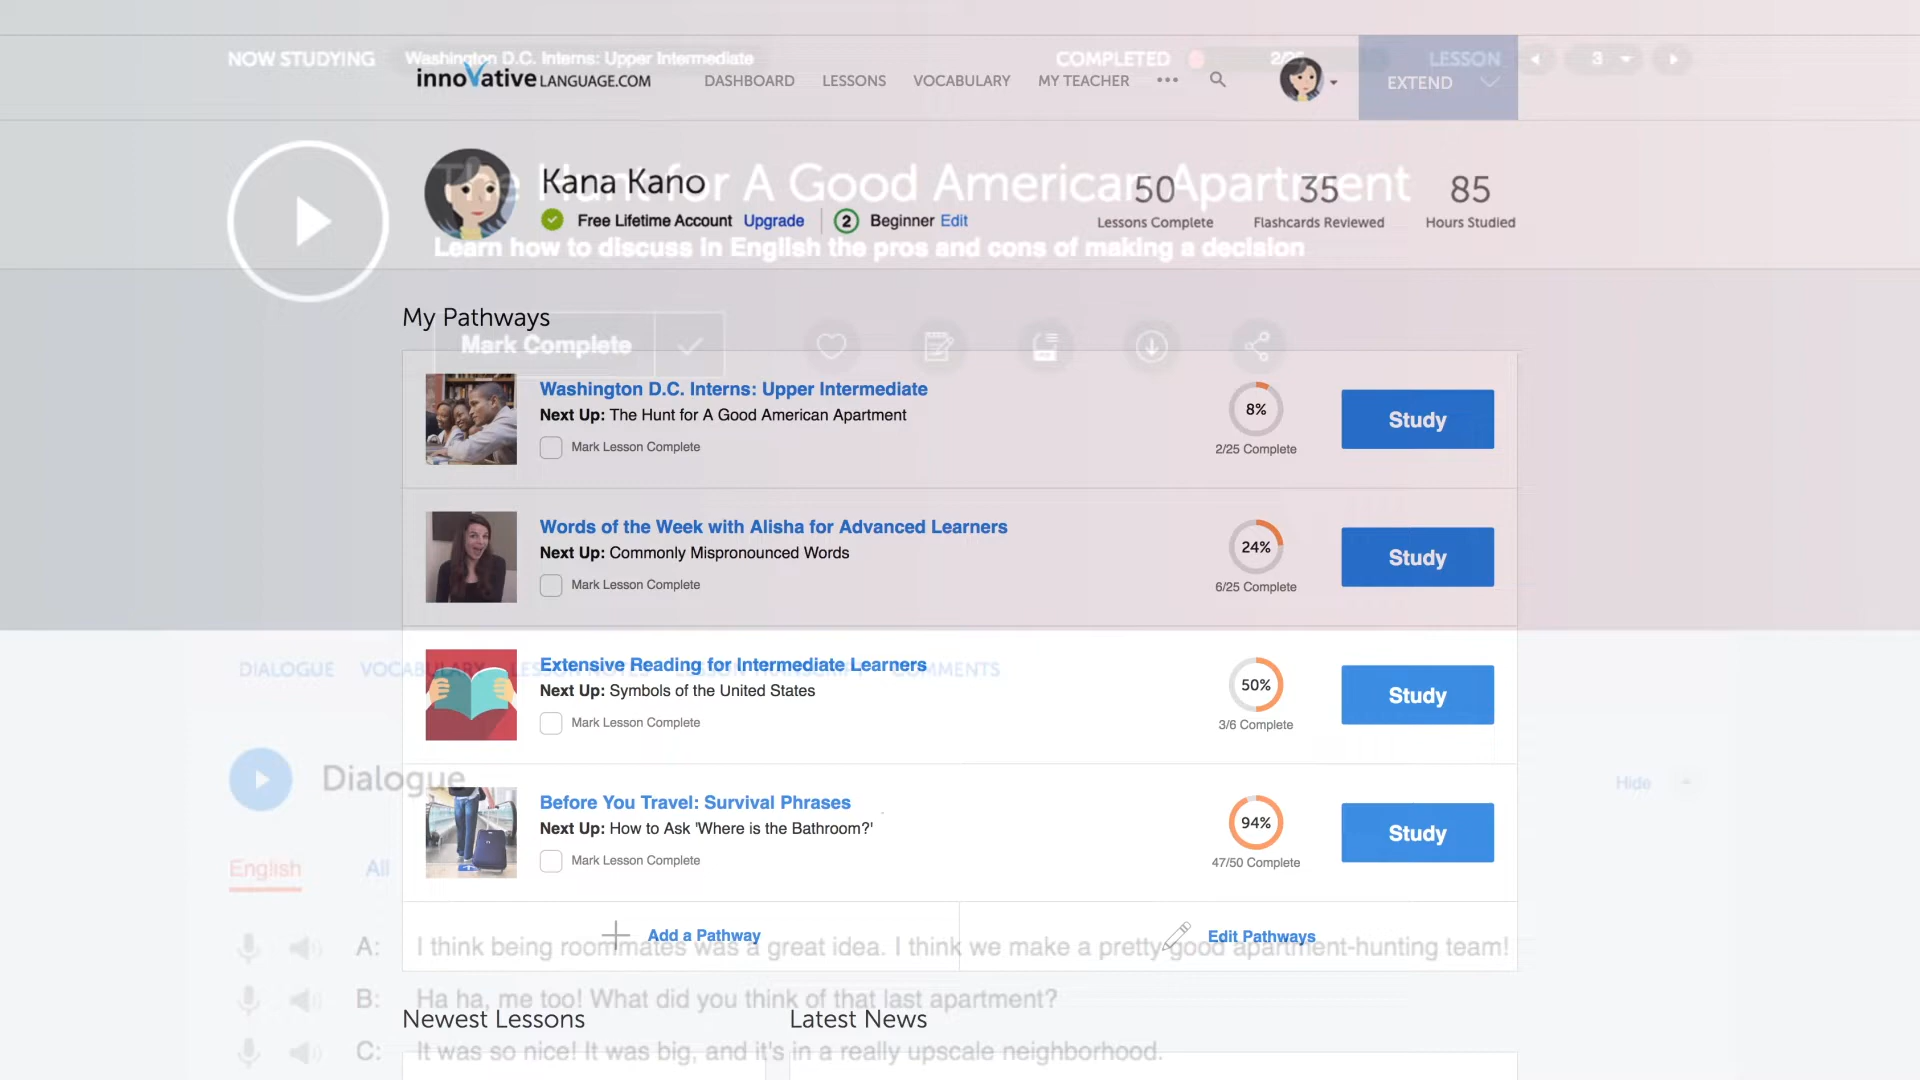 NOW STUDYING
Washington D.C. Interns: Upper Intermediate
COMPLETED
LESSON
3
innoVative LANGUAGE.COM
DASHBOARD
LESSONS
VOCABULARY
MY TEACHER
EXTEND
The Hunt for A Good American Apartment
Kana Kano
Free Lifetime Account Upgrade
2 Beginner Edit
50
Lessons Complete
35
Flashcards Reviewed
85
Hours Studied
Learn how to discuss in English the pros and cons of making a decision
My Pathways
Mark Complete
Washington D.C. Interns: Upper Intermediate
Next Up: The Hunt for A Good American Apartment
Mark Lesson Complete
8%
2/25 Complete
Study
Words of the Week with Alisha for Advanced Learners
Next Up: Commonly Mispronounced Words
Mark Lesson Complete
24%
6/25 Complete
Study
DIALOGUE
VOCABULARY
LESSON NOTES
LESSON TRANSCRIPT
COMMENTS
Extensive Reading for Intermediate Learners
Next Up: Symbols of the United States
Mark Lesson Complete
50%
3/6 Complete
Study
Dialogue
Hide
Before You Travel: Survival Phrases
Next Up: How to Ask 'Where is the Bathroom?'
Mark Lesson Complete
94%
47/50 Complete
Study
English
All
Add a Pathway
Edit Pathways
A: I think being roommates was a great idea. I think we make a pretty good apartment-hunting team!
B: Ha ha, me too! What did you think of that last apartment?
Newest Lessons
Latest News
C: It was so nice! It was big, and it's in a really upscale neighborhood.